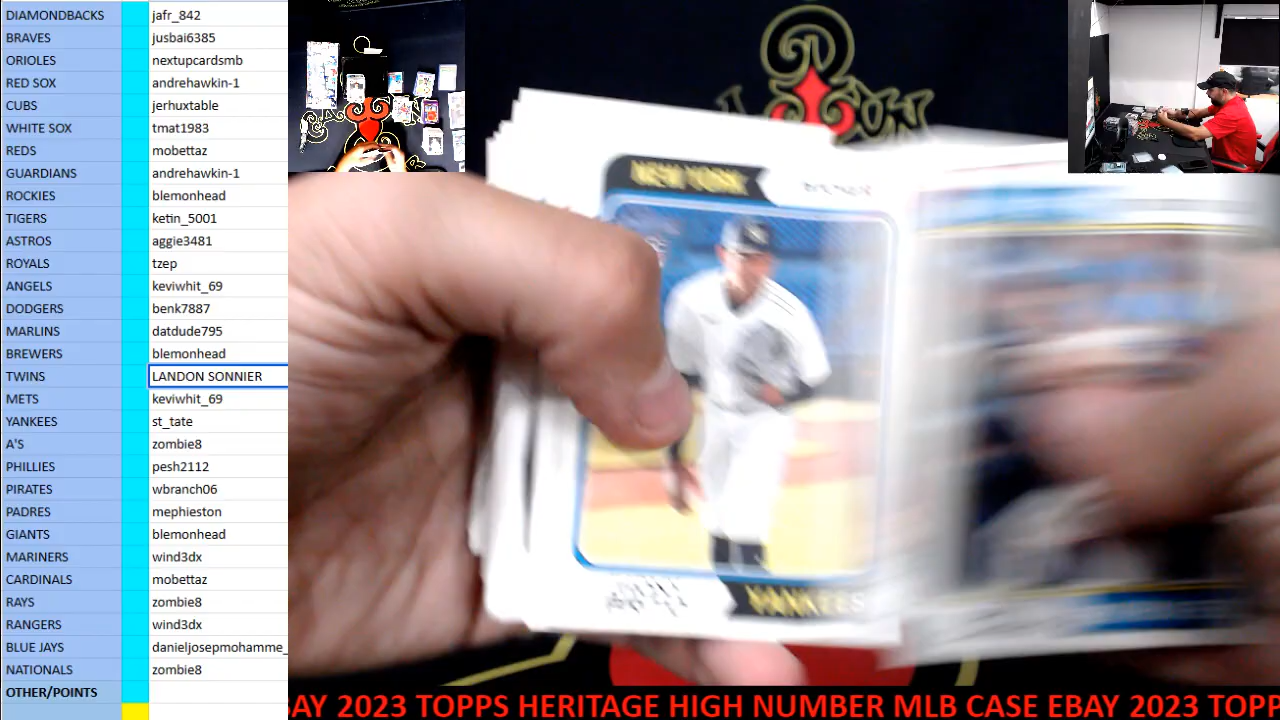 DIAMONDBACKS jafr_842
BRAVES jusbai6385
ORIOLES nextupcardsmb
RED SOX andrehawkin-1
CUBS jerhuxtable
WHITE SOX tmat1983
REDS mobettaz
GUARDIANS andrehawkin-1
ROCKIES blemonhead
TIGERS ketin_5001
ASTROS aggie3481
ROYALS tzep
ANGELS keviwhit_69
DODGERS benk7887
MARLINS datdude795
BREWERS blemonhead
TWINS LANDON SONNIER
METS keviwhit_69
YANKEES st_tate
A'S zombie8
PHILLIES pesh2112
PIRATES wbranch06
PADRES mephieston
GIANTS blemonhead
MARINERS wind3dx
CARDINALS mobettaz
RAYS zombie8
RANGERS wind3dx
BLUE JAYS danieljosepmohamme_
NATIONALS zombie8
OTHER/POINTS
NEW YORK
YANKEES
BAY 2023 TOPPS HERITAGE HIGH NUMBER MLB CASE EBAY 2023 TOPP